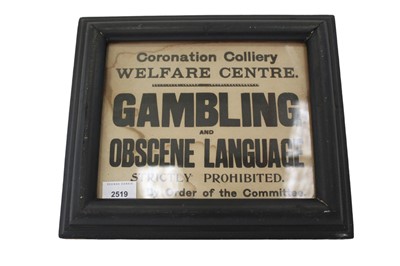 Coronation Colliery
WELFARE CENTRE.
GAMBLING
AND
OBSCENE LANGUAGE
STRICTLY PROHIBITED.
Order of the Committee.
2519